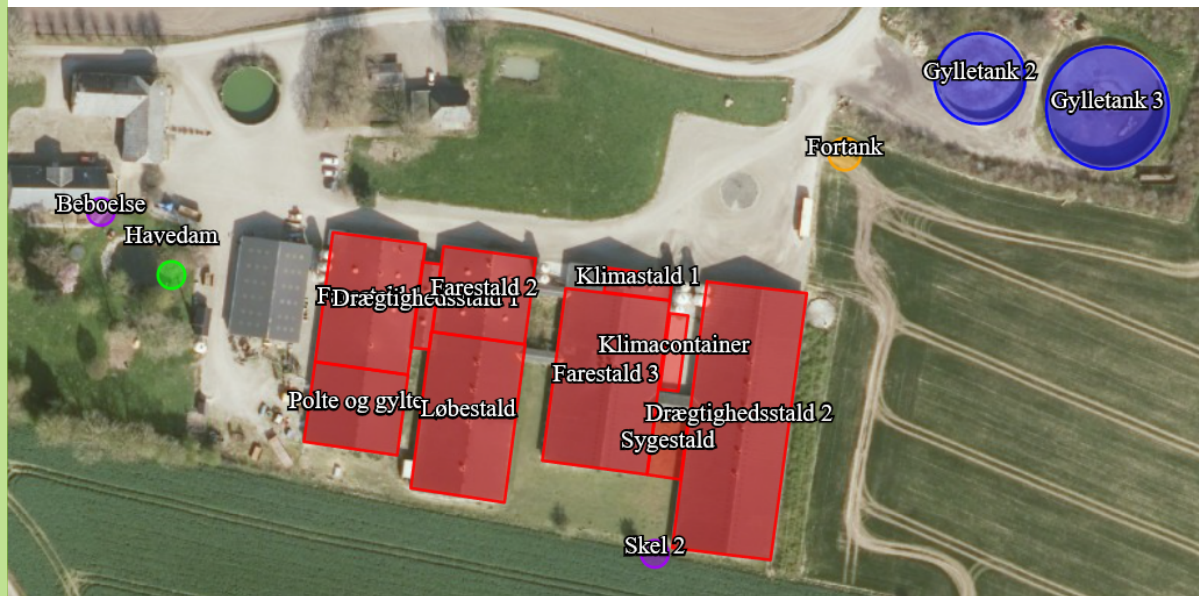 Gylletank 2
Gylletank 3
Fortank
Beboelse
Havedam
Klimastald 1
Farestald 2
Drægtighedsstald 1
Klimacontainer
Farestald 3
Polte og gylte
Løbestald
Drægtighedsstald 2
Sygestald
Skel 2